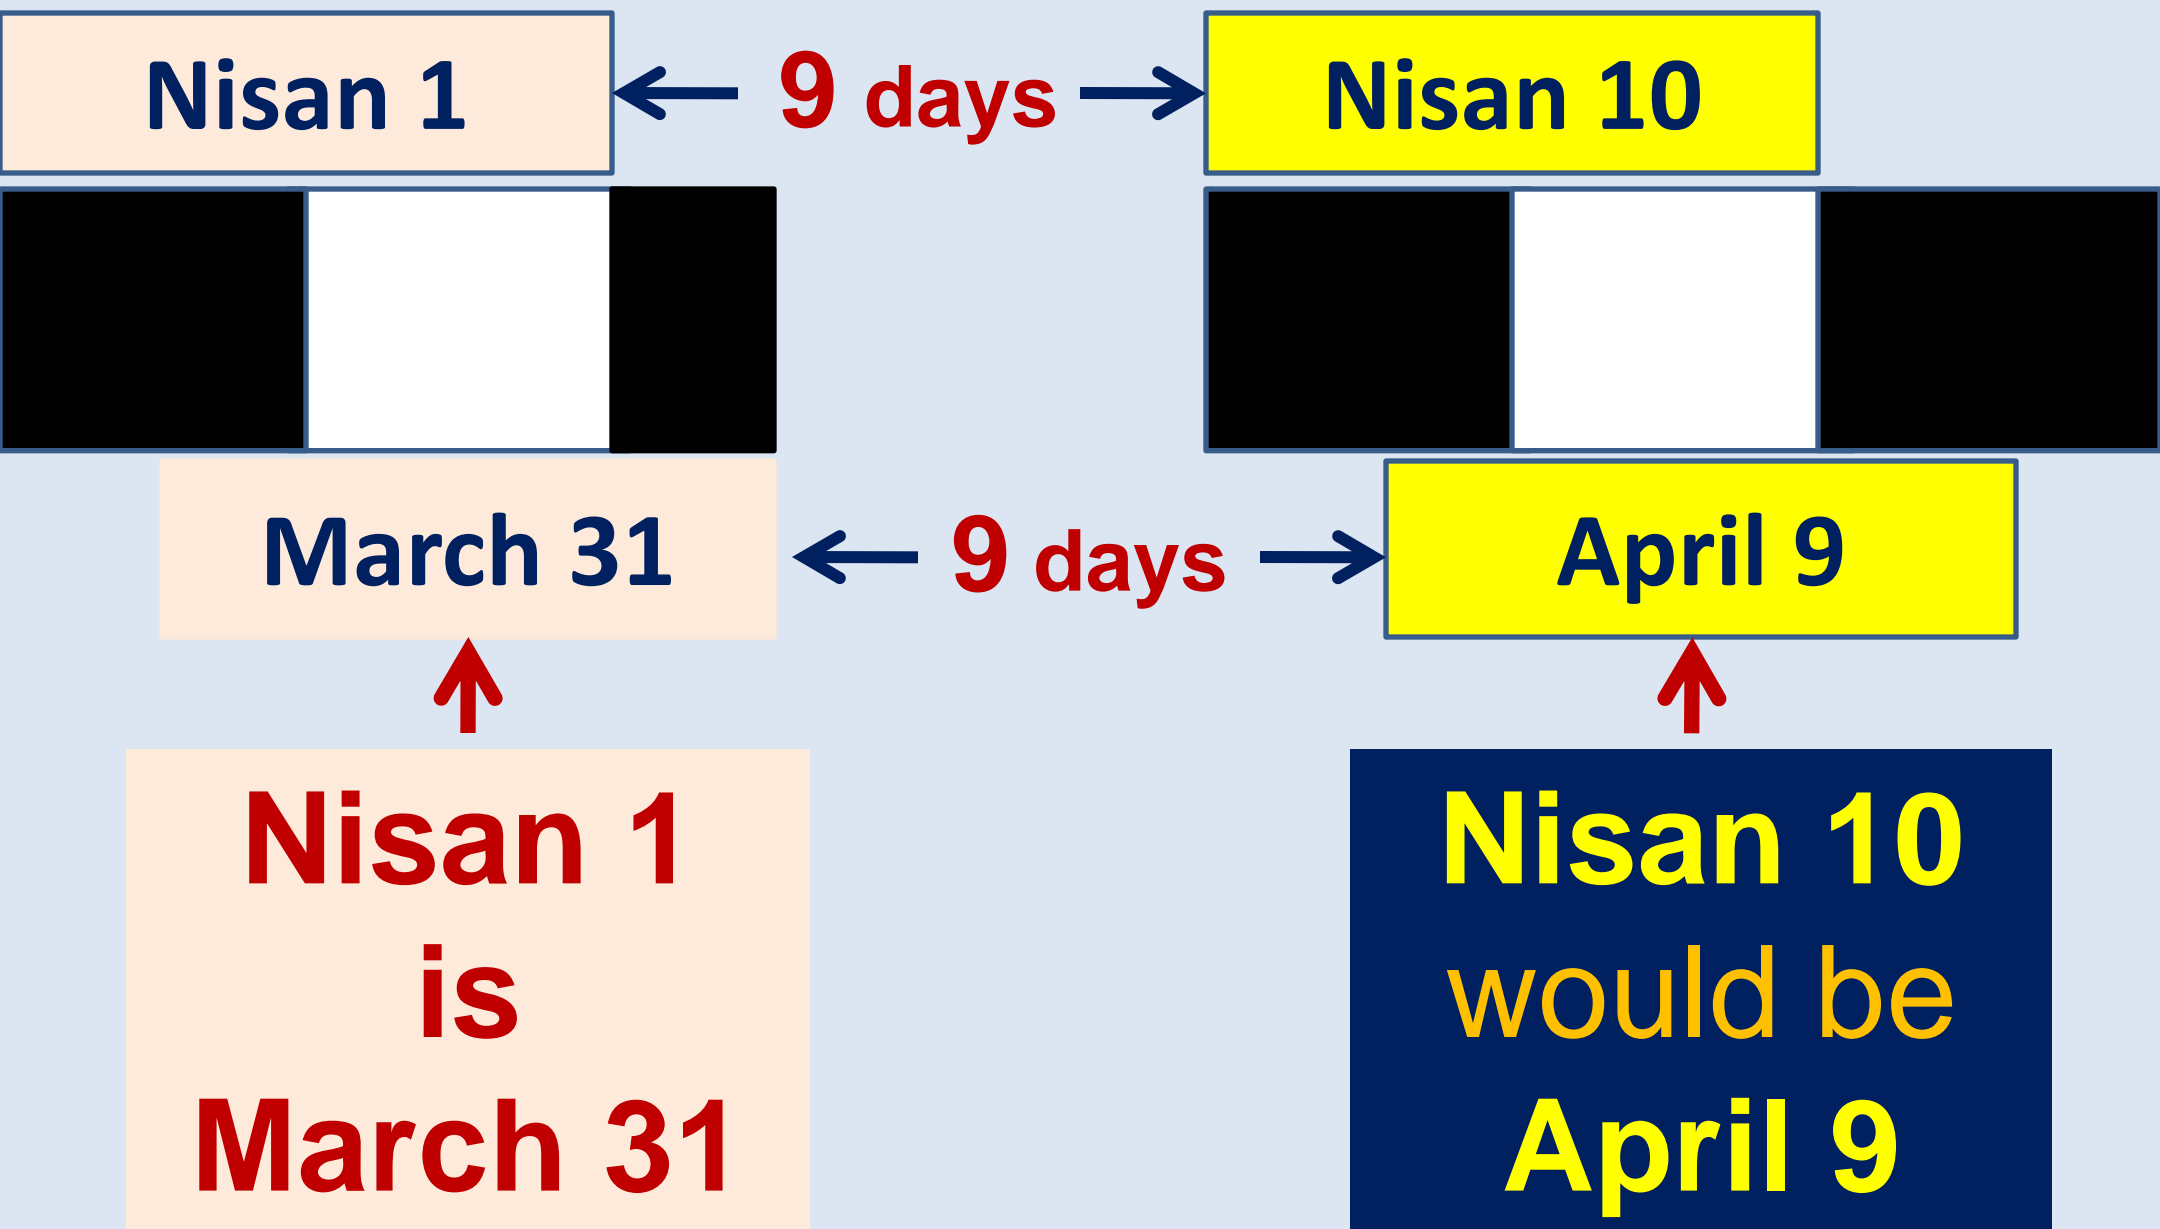 Nisan 1 9 days Nisan 10
March 31 9 days April 9
Nisan 1
is
March 31
Nisan 10
would be
April 9